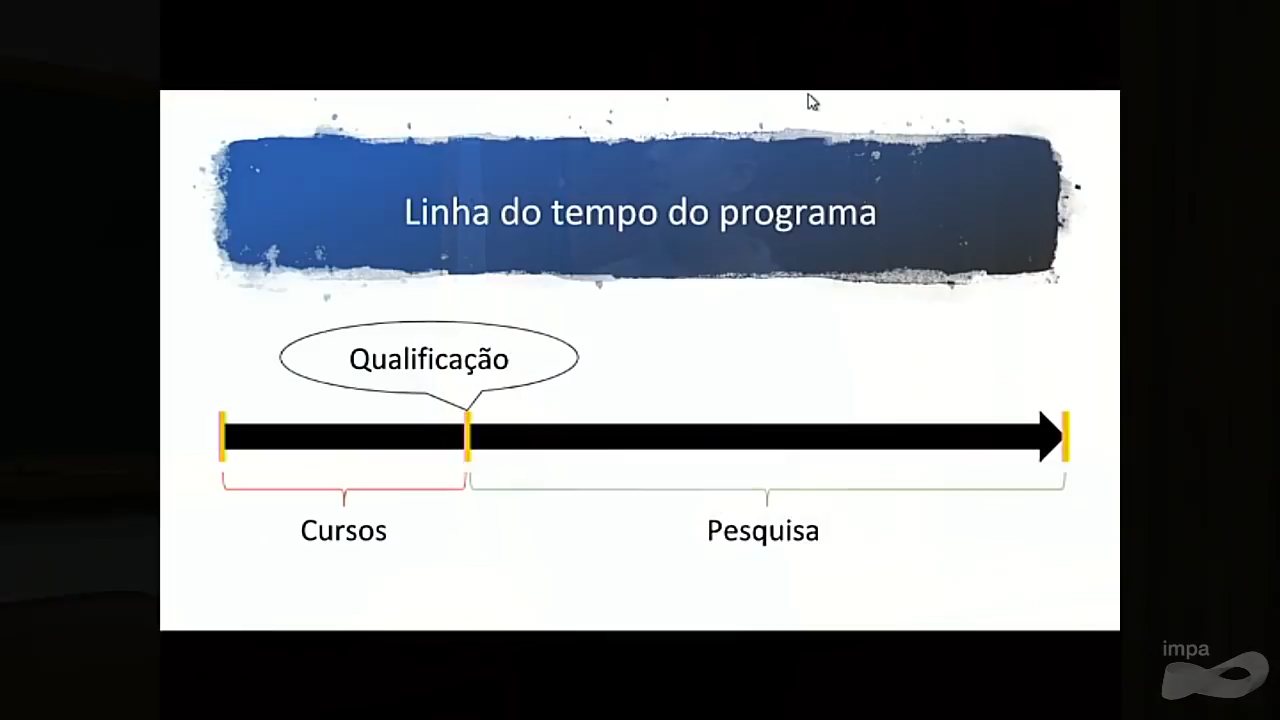 Linha do tempo do programa
Qualificação
Cursos
Pesquisa
impa